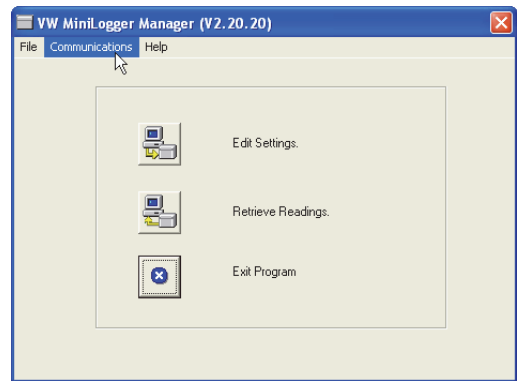 VW MiniLogger Manager (V2.20.20)
File Communications Help
Edit Settings.
Retrieve Readings.
Exit Program